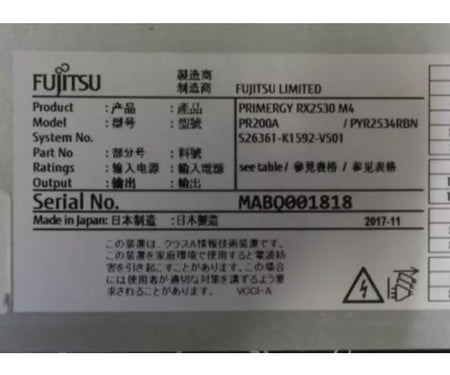 FUJITSU 製造商 制造商 FUJITSU LIMITED
Product : 产品 : 產品 PRIMERGY RX2530 M4
Model : 型号 : 型號 PR200A / PYR2534RBN
System No. S26361-K1592-V501
Part No : 部分号 : 料號
Ratings : 输入电源 : 輸入電源 see table / 参见表格 / 參見表格
Output : 输出 : 輸出
Serial No. MABQ001818
Made in Japan: 日本制造 : 日本製造 2017-11
この装置は、クラスA情報技術装置です。
この装置を家庭環境で使用すると電波妨
害を引き起こすことがあります。この場合
には使用者が適切な対策を講ずるよう要
求されることがあります。 VCCI-A